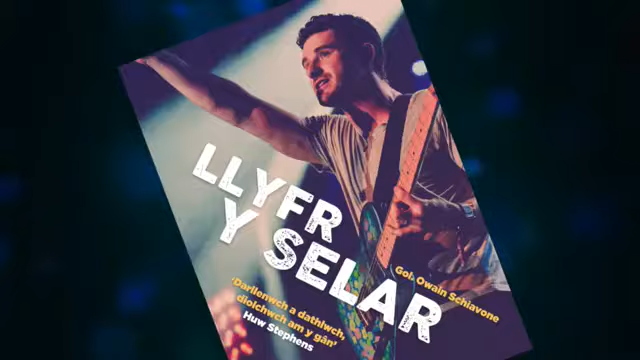 LLYFR
Y SELAR
Gol. Owain Schiavone
'Darllenwch a dathlwch,
diolchwch am y gân'
Huw Stephens